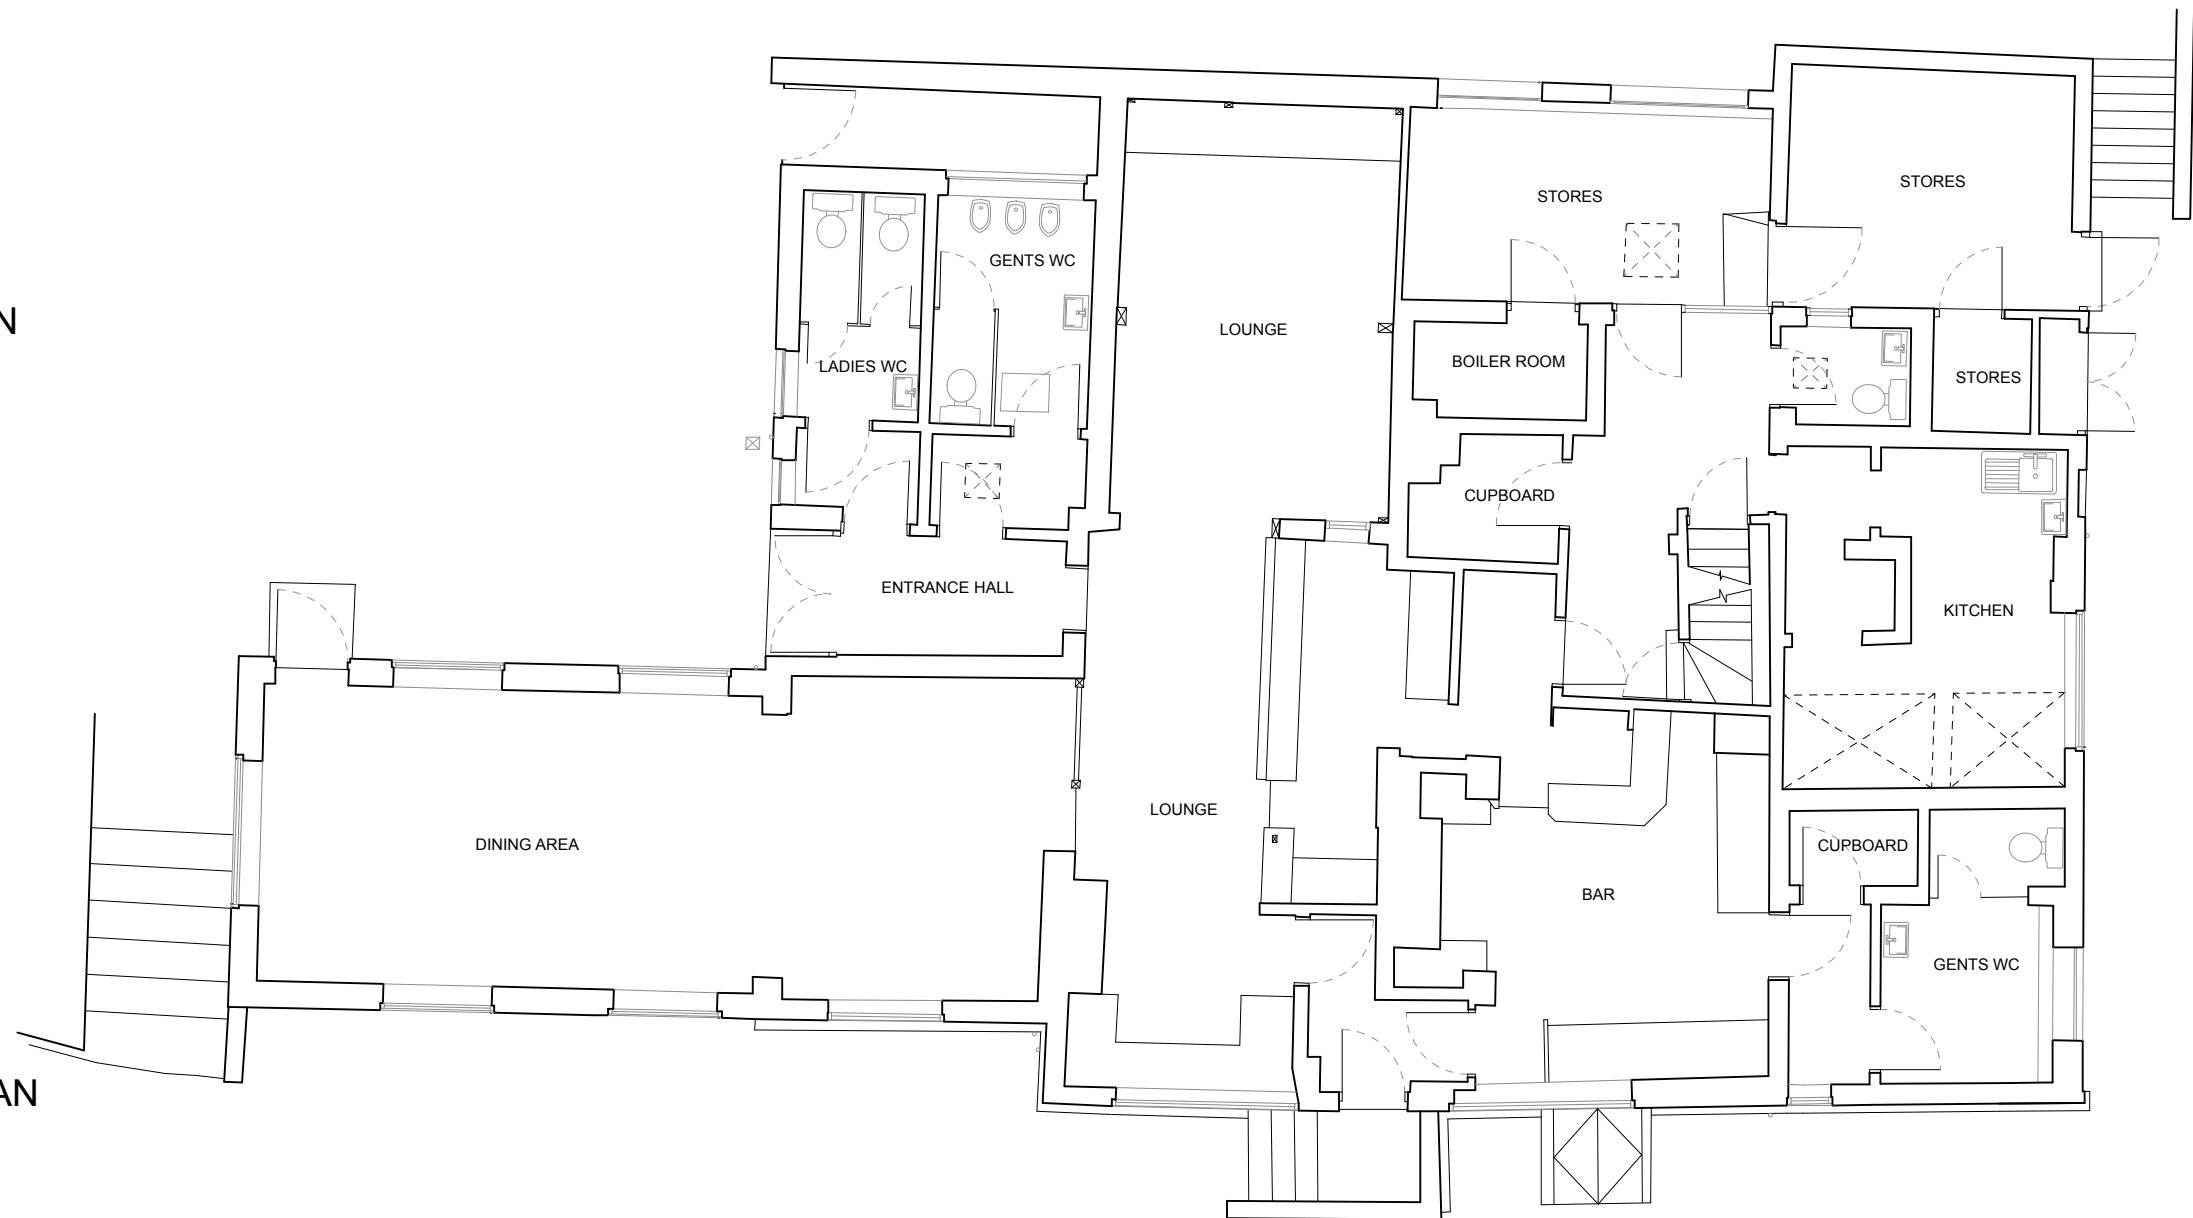 STORES
STORES
GENTS WC
N
LOUNGE
BOILER ROOM
LADIES WC
STORES
CUPBOARD
ENTRANCE HALL
KITCHEN
LOUNGE
DINING AREA
CUPBOARD
BAR
GENTS WC
AN